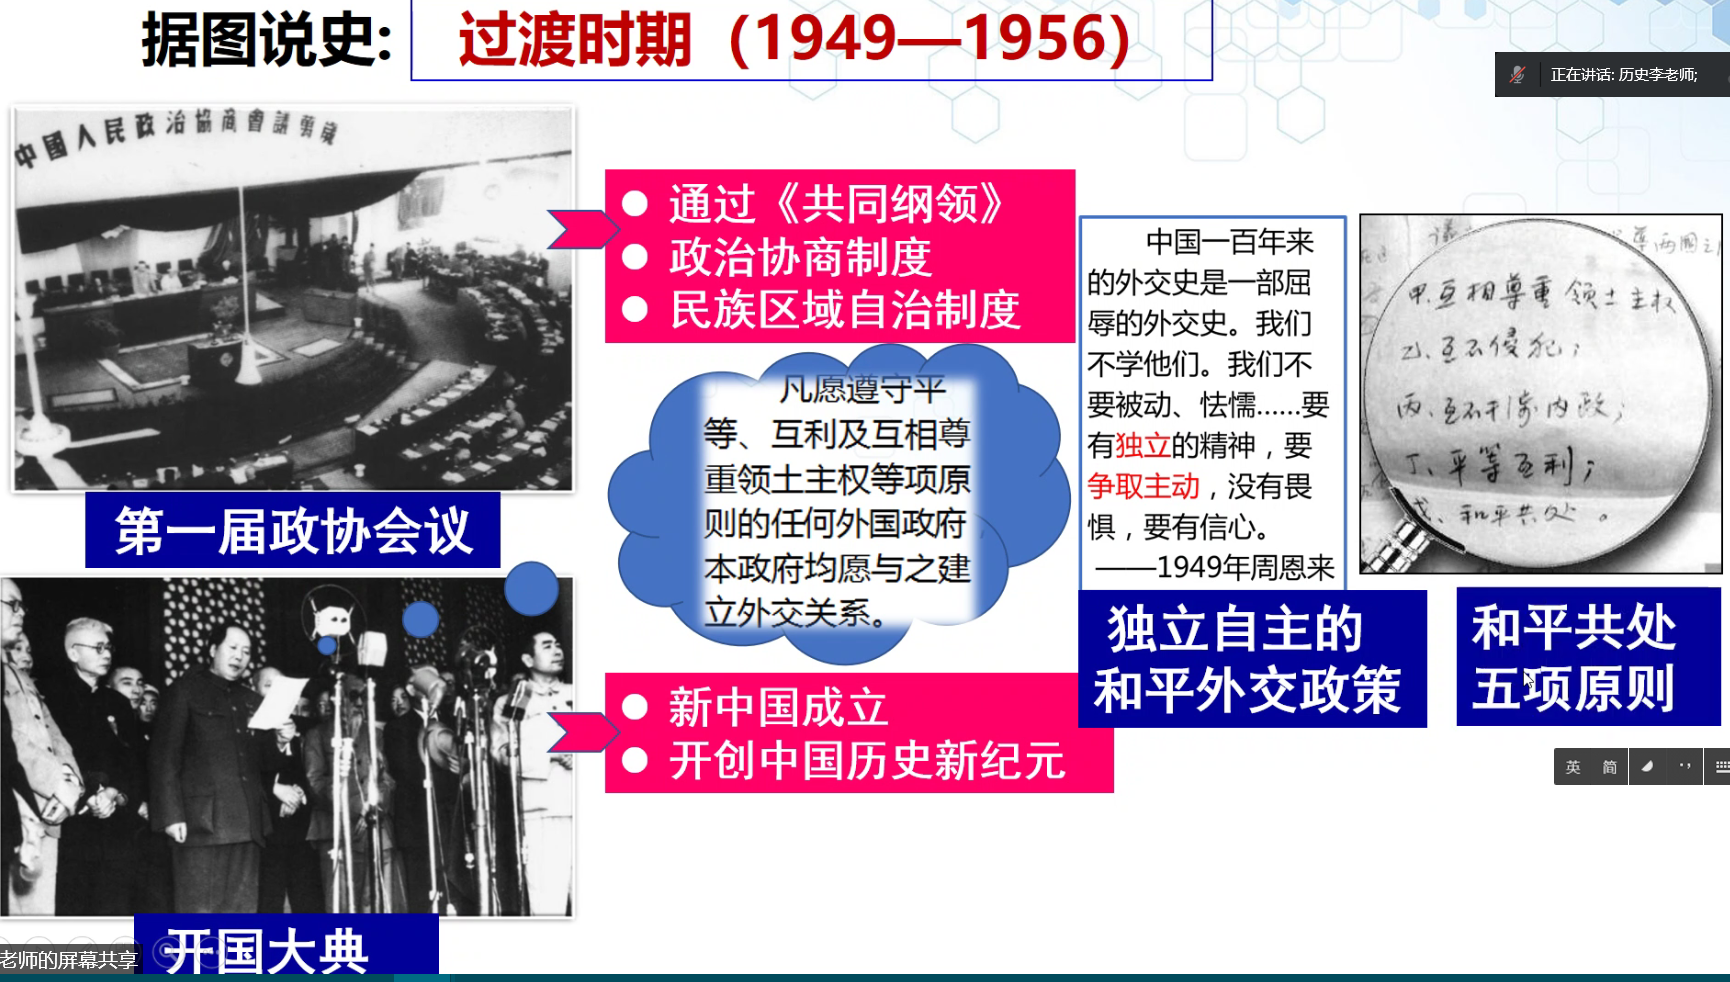 据图说史:
过渡时期（1949—1956）
正在讲话: 历史李老师;
中國人民政治協商會議
第一届政协会议
● 通过《共同纲领》
● 政治协商制度
● 民族区域自治制度
凡愿遵守平
等、互利及互相尊
重领土主权等项原
则的任何外国政府,
本政府均愿与之建
立外交关系。
● 新中国成立
● 开创中国历史新纪元
中国一百年来
的外交史是一部屈
辱的外交史。我们
不学他们。我们不
要被动、怯懦……要
有独立的精神，要
争取主动，没有畏
惧，要有信心。
——1949年周恩来
独立自主的
和平外交政策
甲.互相尊重领土主权
乙、互不侵犯；
丙、互不干涉内政；
丁、平等互利；
戊、和平共处。
和平共处
五项原则
英 简
开国大典
老师的屏幕共享